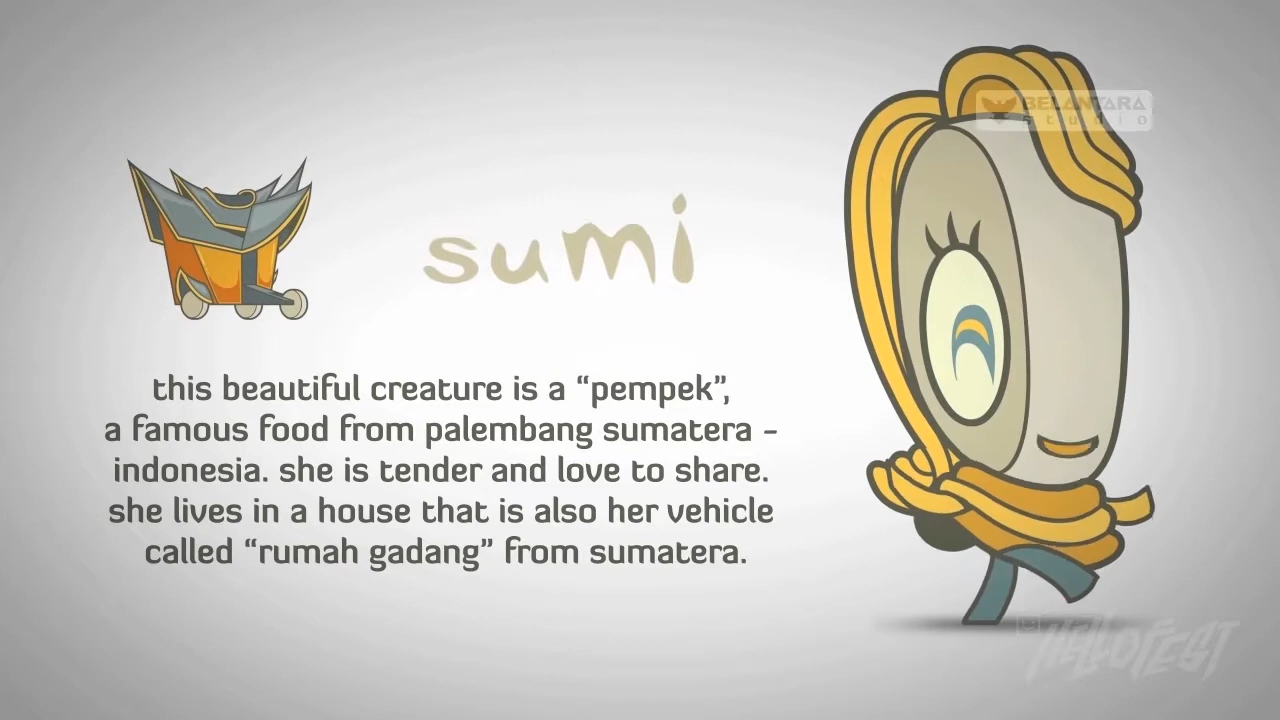 BELANTARA
studio
sumi
this beautiful creature is a “pempek”,
a famous food from palembang sumatera -
indonesia. she is tender and love to share.
she lives in a house that is also her vehicle
called “rumah gadang” from sumatera.
HELLOFEST